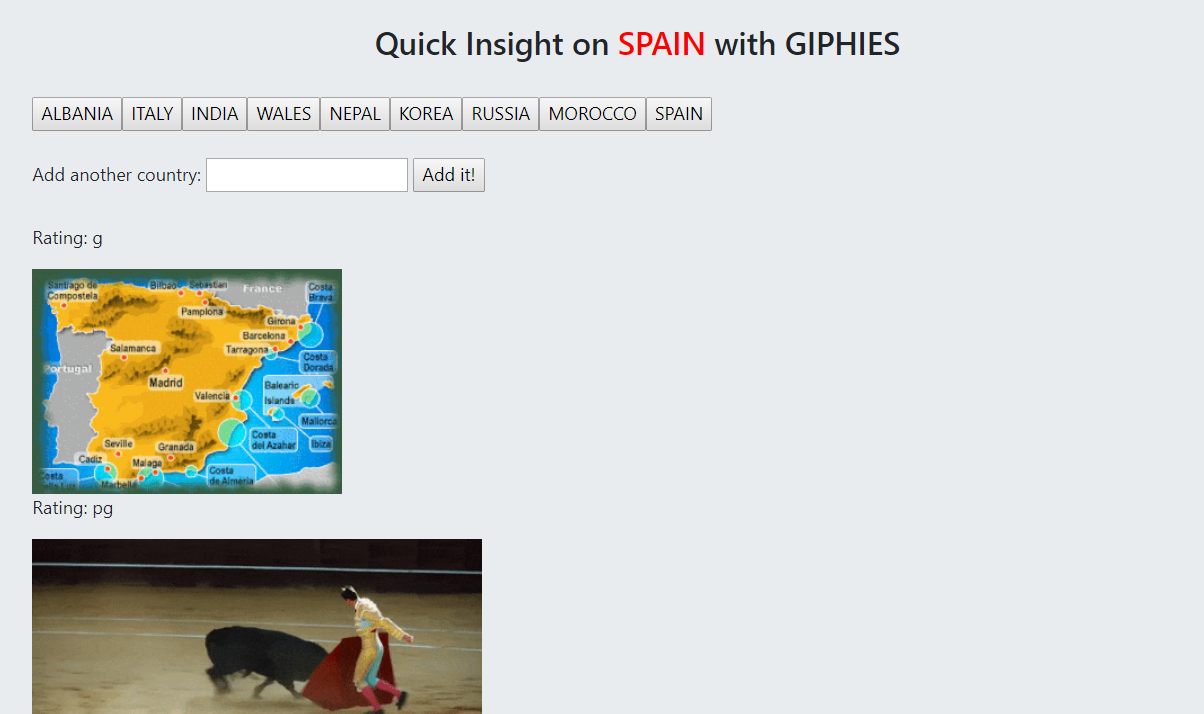 Quick Insight on SPAIN with GIPHIES
ALBANIA ITALY INDIA WALES NEPAL KOREA RUSSIA MOROCCO SPAIN
Add another country: Add it!
Rating: g
Santiago de Compostela
Bilbao Sebastian
France
Costa Brava
Pamplona
Girona
Barcelona
Tarragona
Salamanca
Costa Dorada
Portugal
Madrid
Balearic Islands
Valencia
Mallorca
Costa del Azahar
Ibiza
Seville
Granada
Cadiz
Malaga
Costa de Almeria
Costa
Marbella
Rating: pg